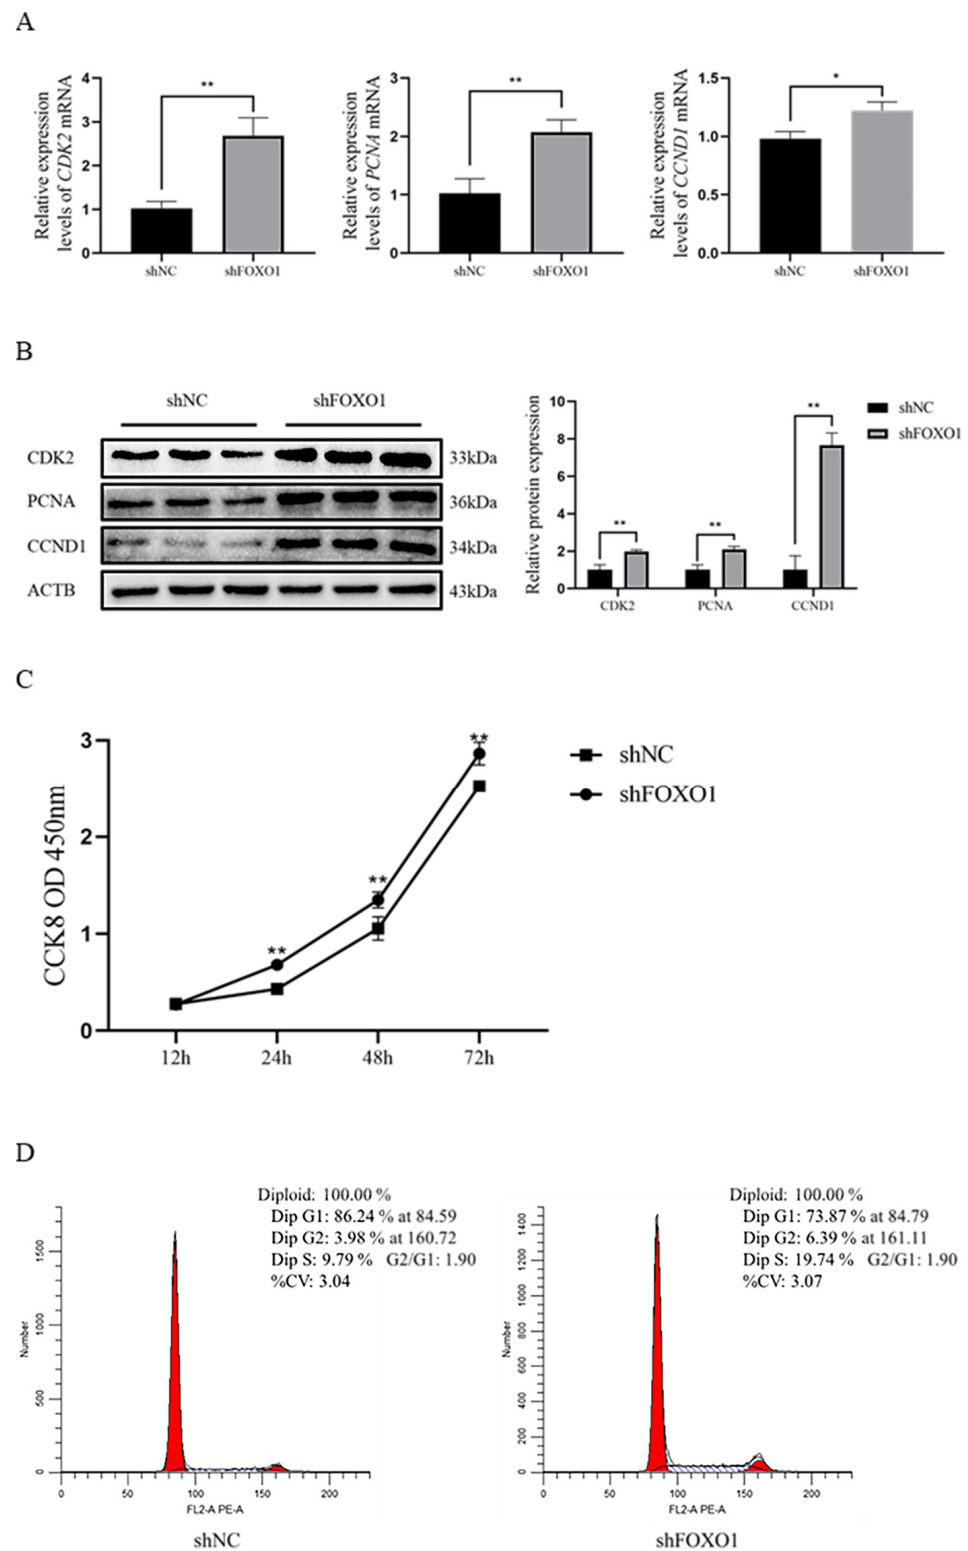 A
Relative expression
levels of CDK2 mRNA
4
3
2
1
0
**
shNC
shFOXO1
Relative expression
levels of PCNA mRNA
3
2
1
0
**
shNC
shFOXO1
Relative expression
levels of CCND1 mRNA
1.5
1.0
0.5
0.0
*
shNC
shFOXO1
B
shNC
shFOXO1
CDK2
33kDa
PCNA
36kDa
CCND1
34kDa
ACTB
43kDa
Relative protein expression
10
8
6
4
2
0
**
**
**
CDK2
PCNA
CCND1
shNC
shFOXO1
C
CCK8 OD 450nm
3
2
1
0
**
**
**
12h
24h
48h
72h
shNC
shFOXO1
D
Diploid: 100.00 %
Dip G1: 86.24 % at 84.59
Dip G2: 3.98 % at 160.72
Dip S: 9.79 % G2/G1: 1.90
%CV: 3.04
Number
1500
1000
500
0
0 50 100 150 200
FL2-A PE-A
shNC
Diploid: 100.00 %
Dip G1: 73.87 % at 84.79
Dip G2: 6.39 % at 161.11
Dip S: 19.74 % G2/G1: 1.90
%CV: 3.07
Number
1400
1200
1000
800
600
400
200
0
0 50 100 150 200
FL2-A PE-A
shFOXO1